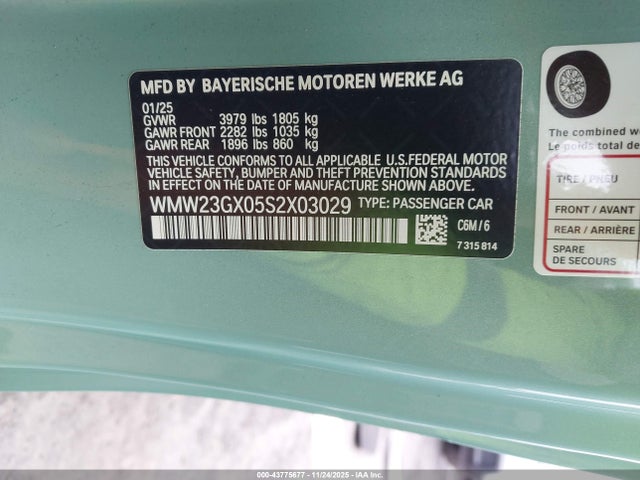 MFD BY BAYERISCHE MOTOREN WERKE AG
01/25
GVWR 3979 lbs 1805 kg
GAWR FRONT 2282 lbs 1035 kg
GAWR REAR 1896 lbs 860 kg
THIS VEHICLE CONFORMS TO ALL APPLICABLE U.S.FEDERAL MOTOR
VEHICLE SAFETY, BUMPER AND THEFT PREVENTION STANDARDS
IN EFFECT ON THE DATE OF MANUFACTURE SHOWN ABOVE.
WMW23GX05S2X03029 TYPE: PASSENGER CAR
C6M / 6
7 315 814
The combined w
Le poids total d
TIRE / PNEU
FRONT / AVANT
REAR / ARRIÈRE
SPARE
DE SECOURS
000-43775677 - 11/24/2025 - IAAI, Inc.